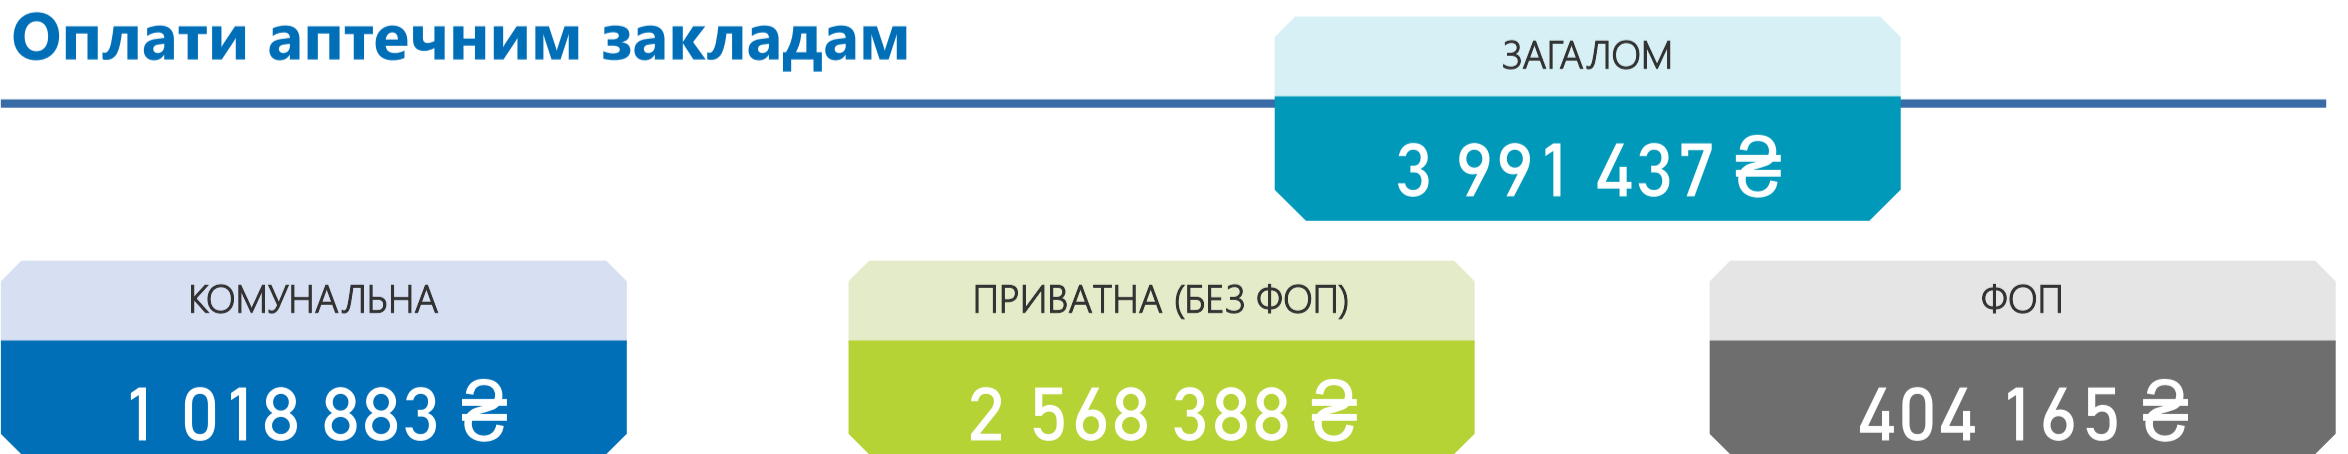 Оплати аптечним закладам
ЗАГАЛОМ
3 991 437 ₴
КОМУНАЛЬНА
1 018 883 ₴
ПРИВАТНА (БЕЗ ФОП)
2 568 388 ₴
ФОП
404 165 ₴